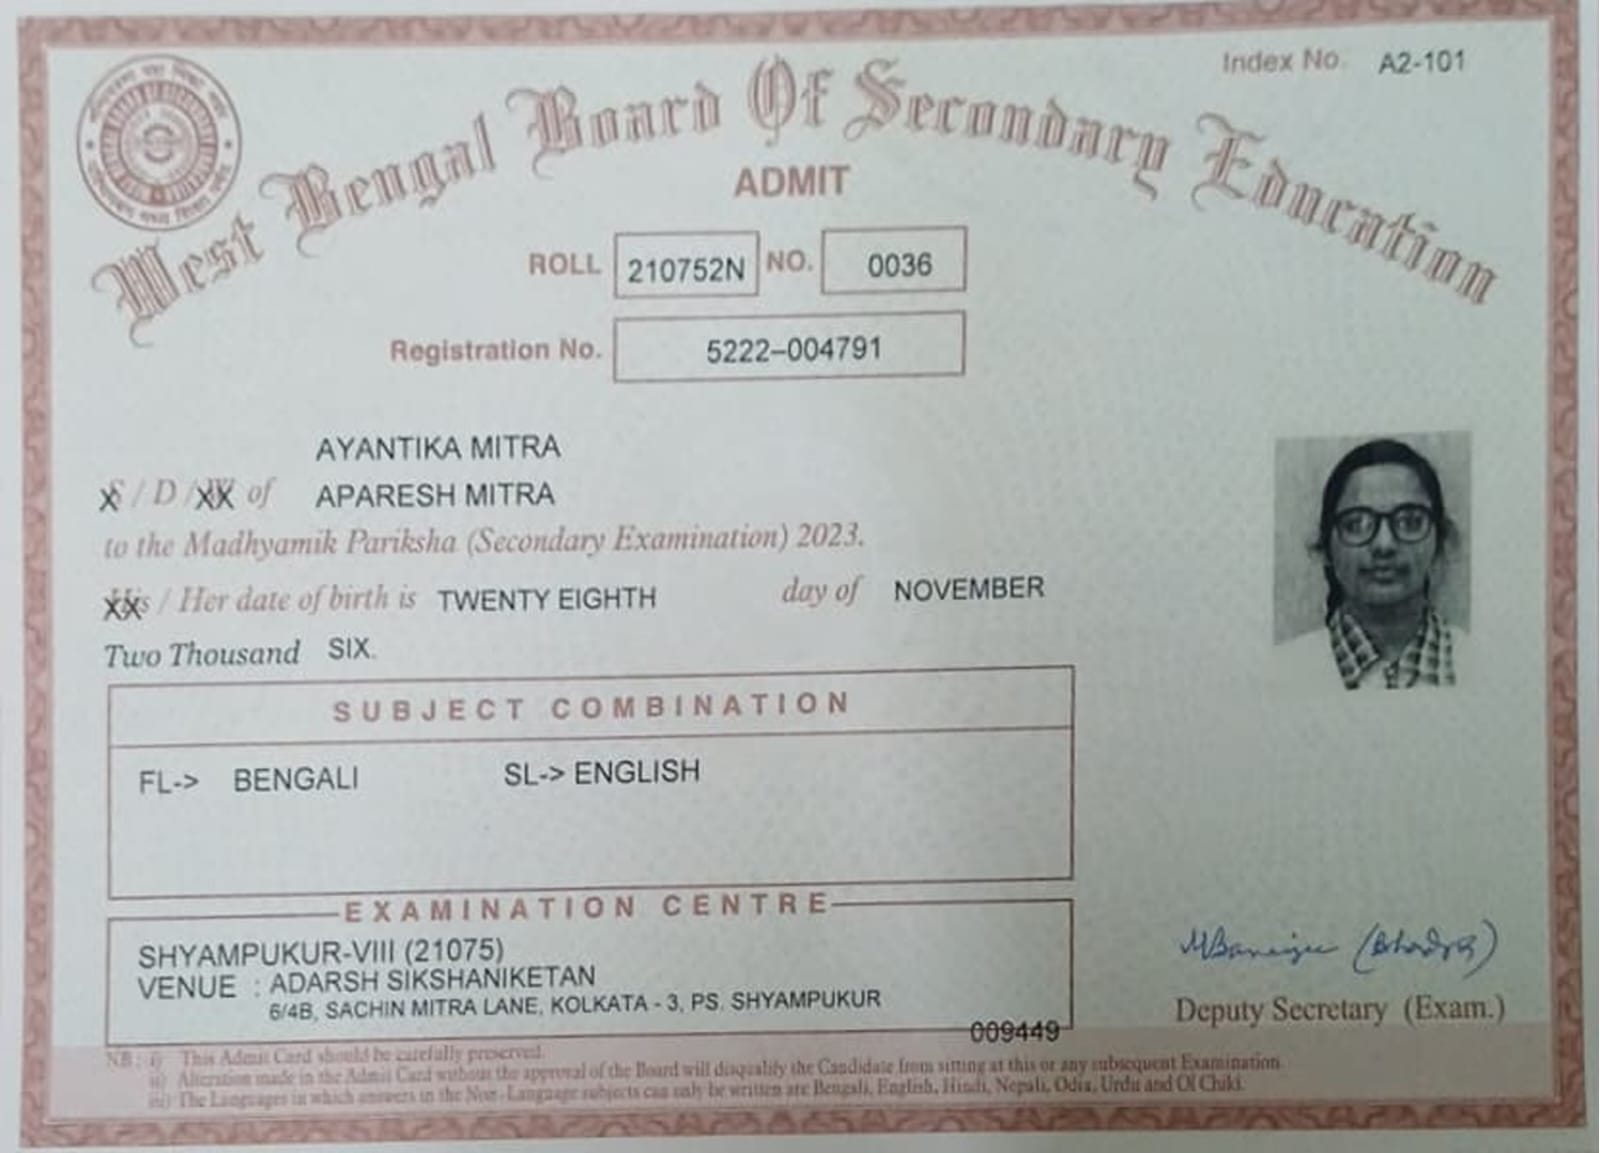 Index No. A2-101
West Bengal Board Of Secondary Education
ADMIT
ROLL 210752N NO. 0036
Registration No. 5222–004791
AYANTIKA MITRA
S / D / W of APARESH MITRA
to the Madhyamik Pariksha (Secondary Examination) 2023.
His / Her date of birth is TWENTY EIGHTH day of NOVEMBER
Two Thousand SIX.
SUBJECT COMBINATION
FL-> BENGALI SL-> ENGLISH
EXAMINATION CENTRE
SHYAMPUKUR-VIII (21075)
VENUE : ADARSH SIKSHANIKETAN
6/4B, SACHIN MITRA LANE, KOLKATA - 3, PS. SHYAMPUKUR
009449
Deputy Secretary (Exam.)
NB : i) This Admit Card should be carefully preserved.
ii) Alteration made in the Admit Card without the approval of the Board will disqualify the Candidate from sitting at this or any subsequent Examination.
iii) The Languages in which answers in the Non-Language subjects can only be written are Bengali, English, Hindi, Nepali, Odia, Urdu and Ol Chiki.